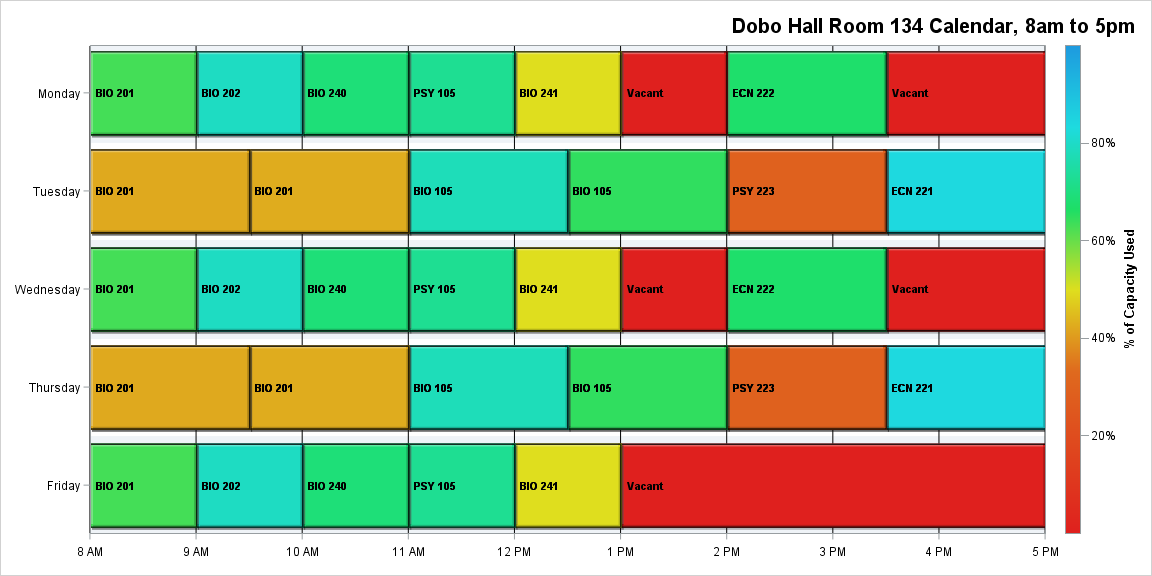 Dobo Hall Room 134 Calendar, 8am to 5pm
Monday
BIO 201
BIO 202
BIO 240
PSY 105
BIO 241
Vacant
ECN 222
Vacant
Tuesday
BIO 201
BIO 201
BIO 105
BIO 105
PSY 223
ECN 221
Wednesday
BIO 201
BIO 202
BIO 240
PSY 105
BIO 241
Vacant
ECN 222
Vacant
Thursday
BIO 201
BIO 201
BIO 105
BIO 105
PSY 223
ECN 221
Friday
BIO 201
BIO 202
BIO 240
PSY 105
BIO 241
Vacant
8 AM
9 AM
10 AM
11 AM
12 PM
1 PM
2 PM
3 PM
4 PM
5 PM
80%
60%
40%
20%
% of Capacity Used